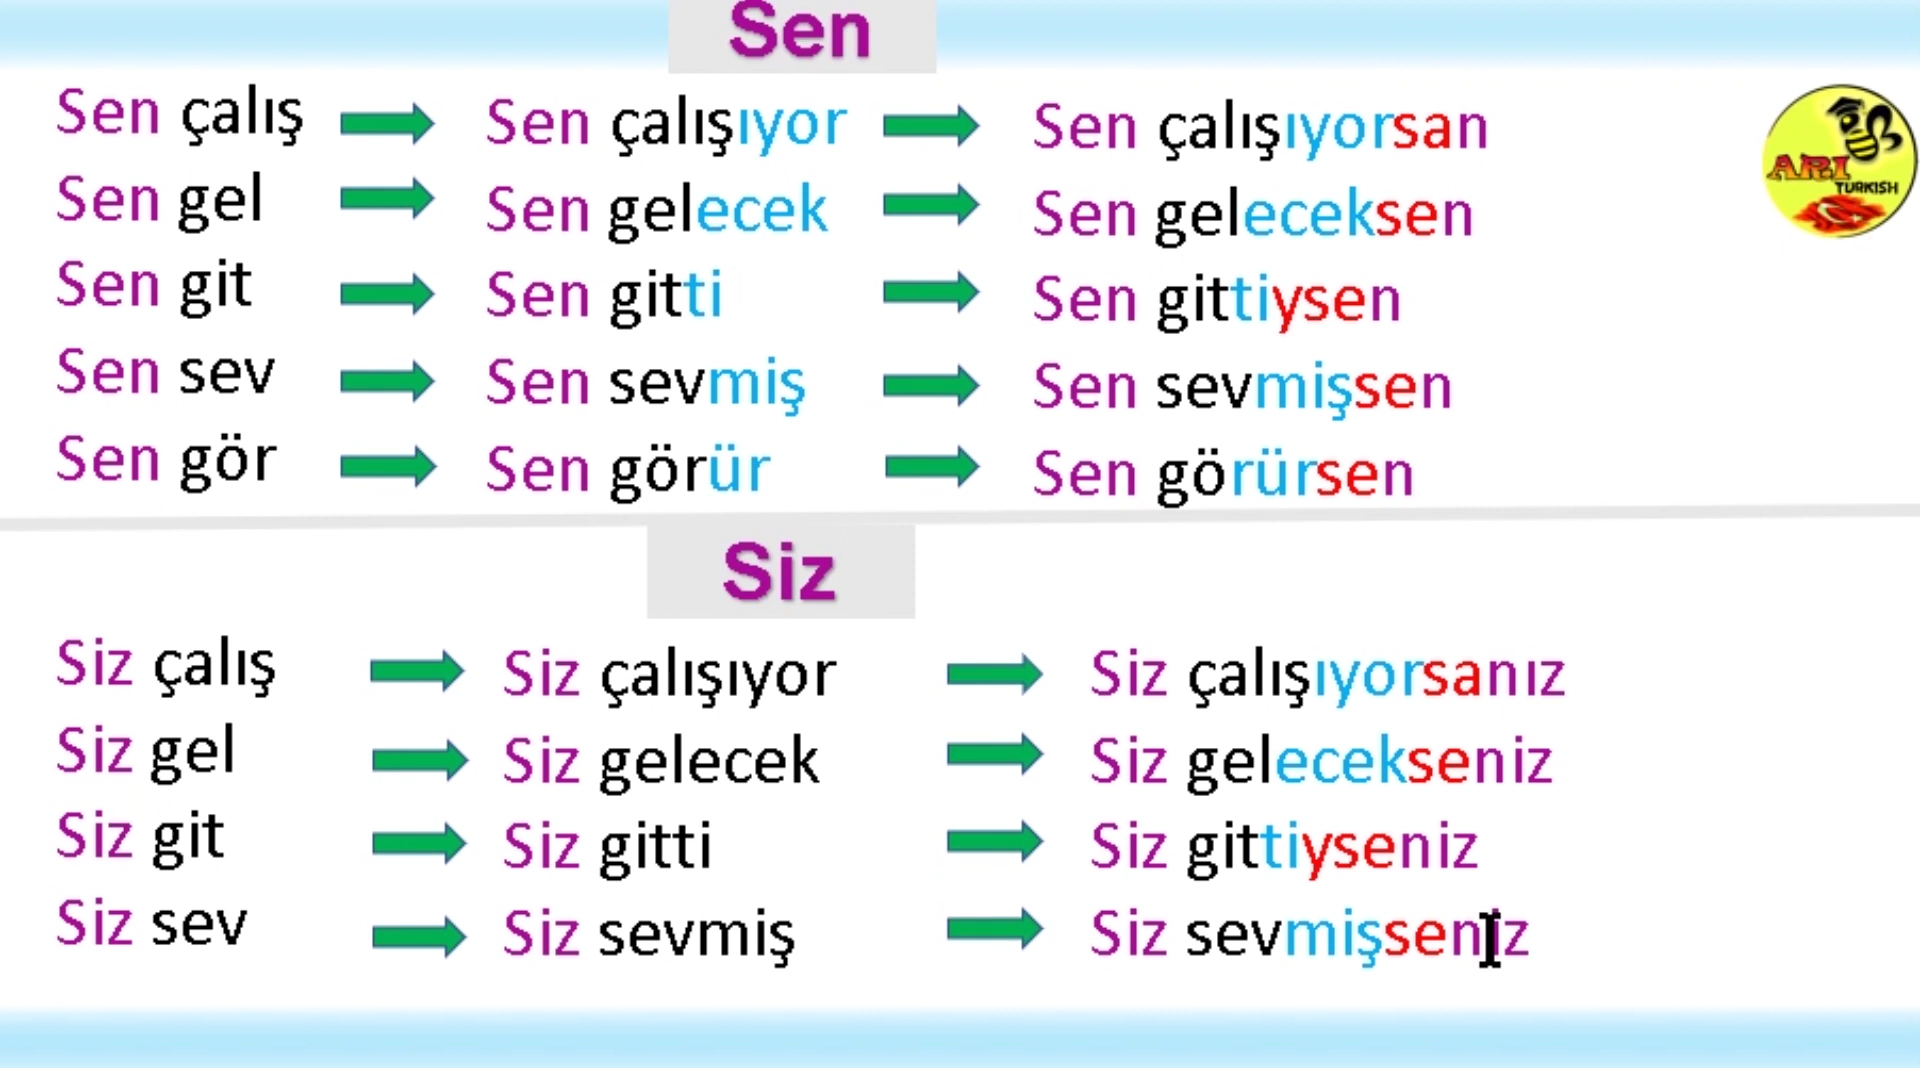 Sen
Sen çalış Sen çalışıyor Sen çalışıyorsan
Sen gel Sen gelecek Sen geleceksen
Sen git Sen gitti Sen gittiysen
Sen sev Sen sevmiş Sen sevmişsen
Sen gör Sen görür Sen görürsen
ARI
TURKISH
Siz
Siz çalış Siz çalışıyor Siz çalışıyorsanız
Siz gel Siz gelecek Siz gelecekseniz
Siz git Siz gitti Siz gittiyseniz
Siz sev Siz sevmiş Siz sevmişseniz